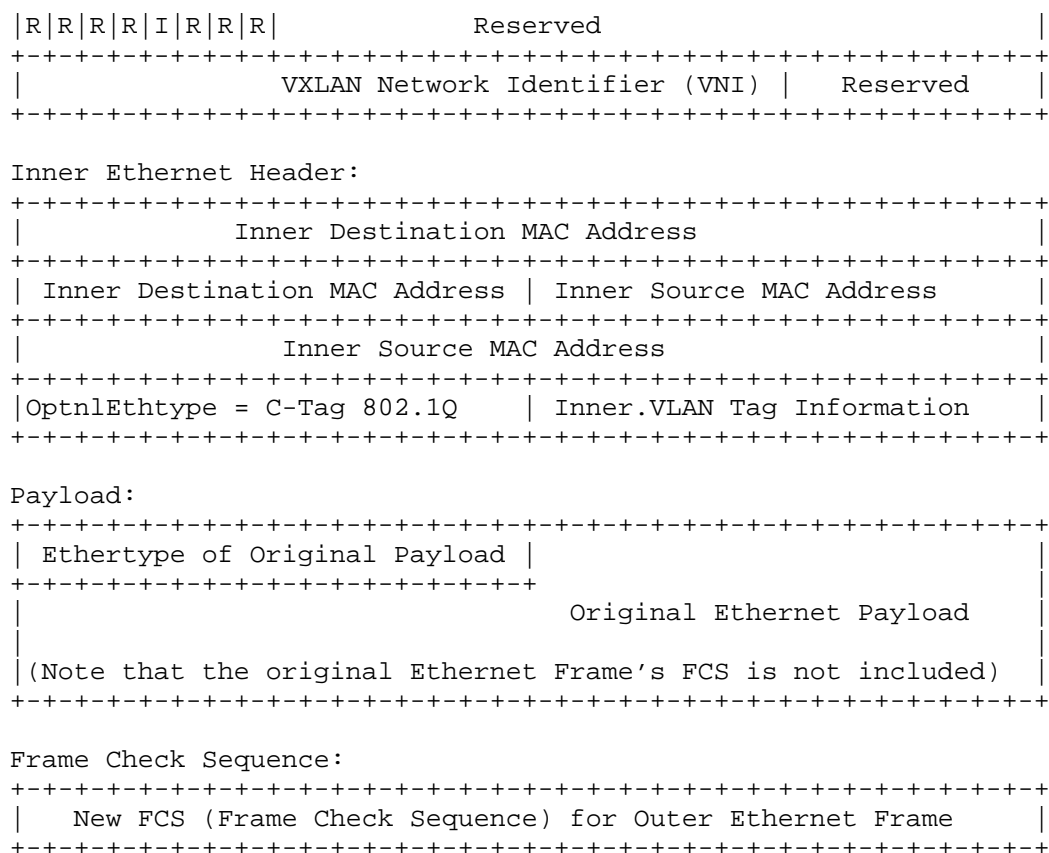 |R|R|R|R|I|R|R|R|            Reserved                           |
+-+-+-+-+-+-+-+-+-+-+-+-+-+-+-+-+-+-+-+-+-+-+-+-+-+-+-+-+-+-+-+-+
|                VXLAN Network Identifier (VNI) |   Reserved    |
+-+-+-+-+-+-+-+-+-+-+-+-+-+-+-+-+-+-+-+-+-+-+-+-+-+-+-+-+-+-+-+-+
Inner Ethernet Header:
+-+-+-+-+-+-+-+-+-+-+-+-+-+-+-+-+-+-+-+-+-+-+-+-+-+-+-+-+-+-+-+-+
|             Inner Destination MAC Address                     |
+-+-+-+-+-+-+-+-+-+-+-+-+-+-+-+-+-+-+-+-+-+-+-+-+-+-+-+-+-+-+-+-+
| Inner Destination MAC Address | Inner Source MAC Address      |
+-+-+-+-+-+-+-+-+-+-+-+-+-+-+-+-+-+-+-+-+-+-+-+-+-+-+-+-+-+-+-+-+
|                Inner Source MAC Address                       |
+-+-+-+-+-+-+-+-+-+-+-+-+-+-+-+-+-+-+-+-+-+-+-+-+-+-+-+-+-+-+-+-+
|OptnlEthtype = C-Tag 802.1Q    | Inner.VLAN Tag Information    |
+-+-+-+-+-+-+-+-+-+-+-+-+-+-+-+-+-+-+-+-+-+-+-+-+-+-+-+-+-+-+-+-+
Payload:
+-+-+-+-+-+-+-+-+-+-+-+-+-+-+-+-+-+-+-+-+-+-+-+-+-+-+-+-+-+-+-+-+
| Ethertype of Original Payload |                               |
+-+-+-+-+-+-+-+-+-+-+-+-+-+-+-+-+                               |
|                                  Original Ethernet Payload    |
|                                                               |
|(Note that the original Ethernet Frame’s FCS is not included)  |
+-+-+-+-+-+-+-+-+-+-+-+-+-+-+-+-+-+-+-+-+-+-+-+-+-+-+-+-+-+-+-+-+
Frame Check Sequence:
+-+-+-+-+-+-+-+-+-+-+-+-+-+-+-+-+-+-+-+-+-+-+-+-+-+-+-+-+-+-+-+-+
|   New FCS (Frame Check Sequence) for Outer Ethernet Frame     |
+-+-+-+-+-+-+-+-+-+-+-+-+-+-+-+-+-+-+-+-+-+-+-+-+-+-+-+-+-+-+-+-+